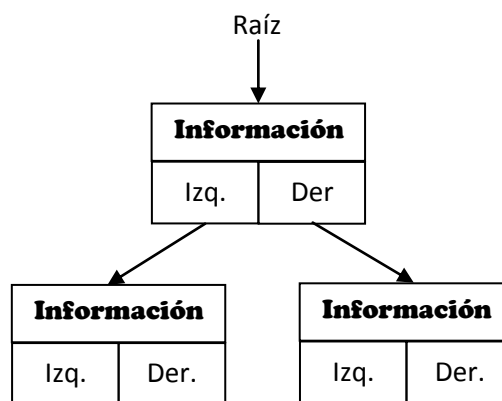 Raíz
Información
Izq. Der
Información Información
Izq. Der. Izq. Der.